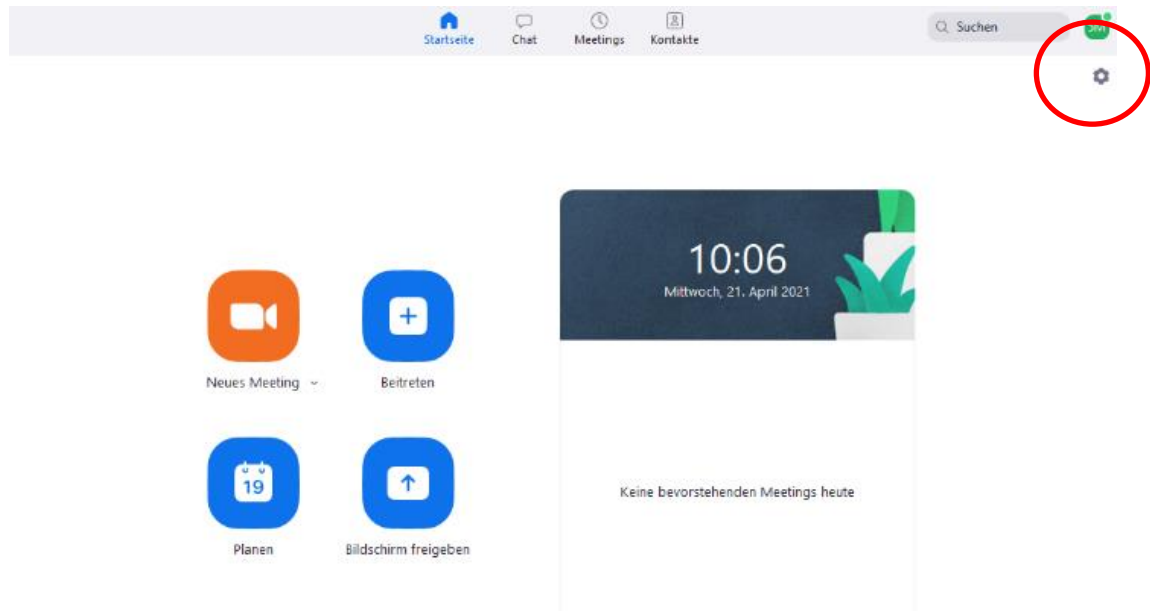 Startseite
Chat
Meetings
Kontakte
Suchen
SM
10:06
Mittwoch, 21. April 2021
Neues Meeting
Beitreten
19
Planen
Bildschirm freigeben
Keine bevorstehenden Meetings heute